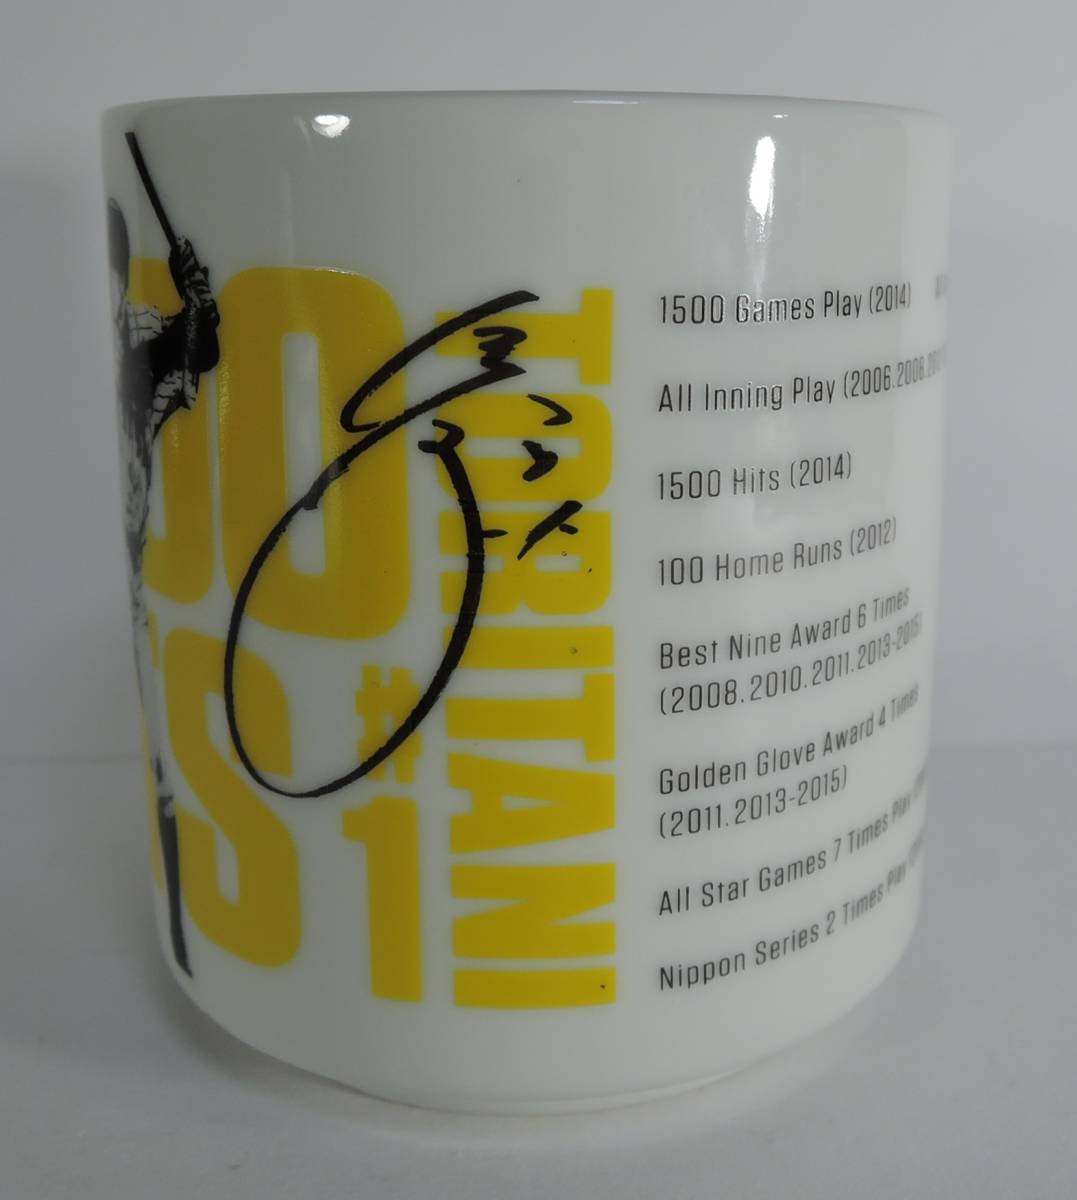 TORITANI
#1
1500 Games Play (2014)
All Inning Play (2006.2006.
1500 Hits (2014)
100 Home Runs (2012)
Best Nine Award 6 Times
(2008.2010.2011.2013-2015)
Golden Glove Award 4 Times
(2011.2013-2015)
All Star Games 7 Times Play
Nippon Series 2 Times Play